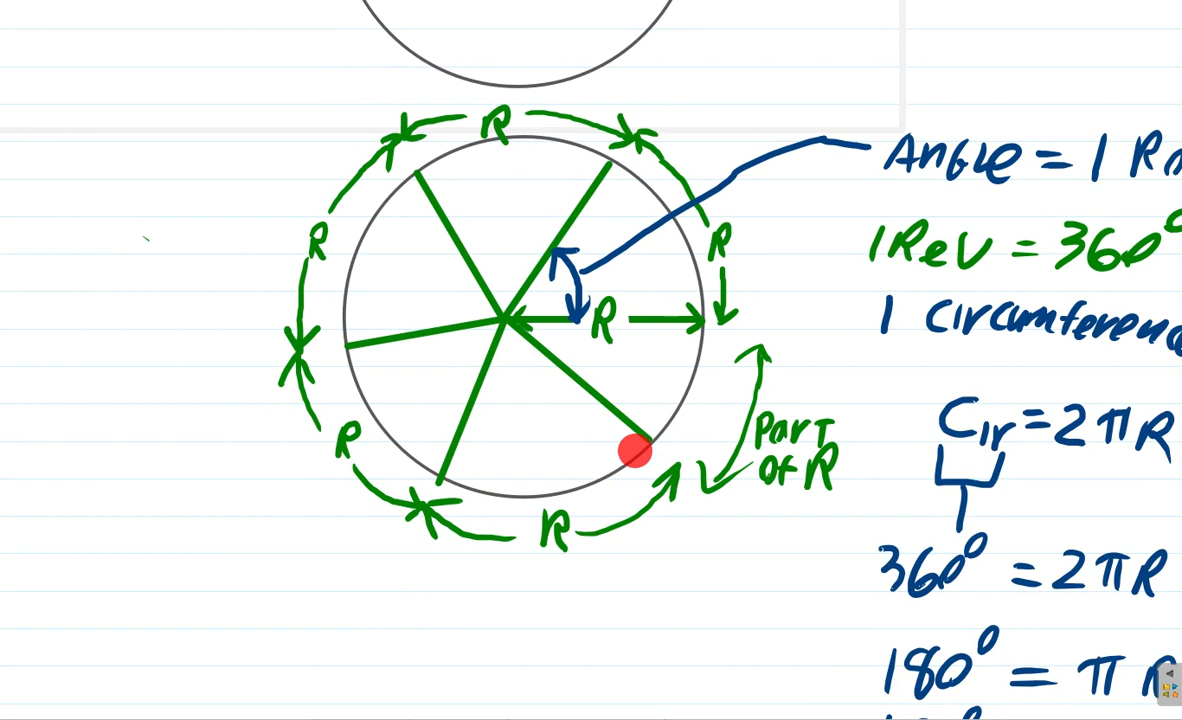 R
R
R
R
R
R
Part
of R
Angle = 1
1 Rev = 360°
1 Circumference
Cir = 2πR
360° = 2πR
180° = π